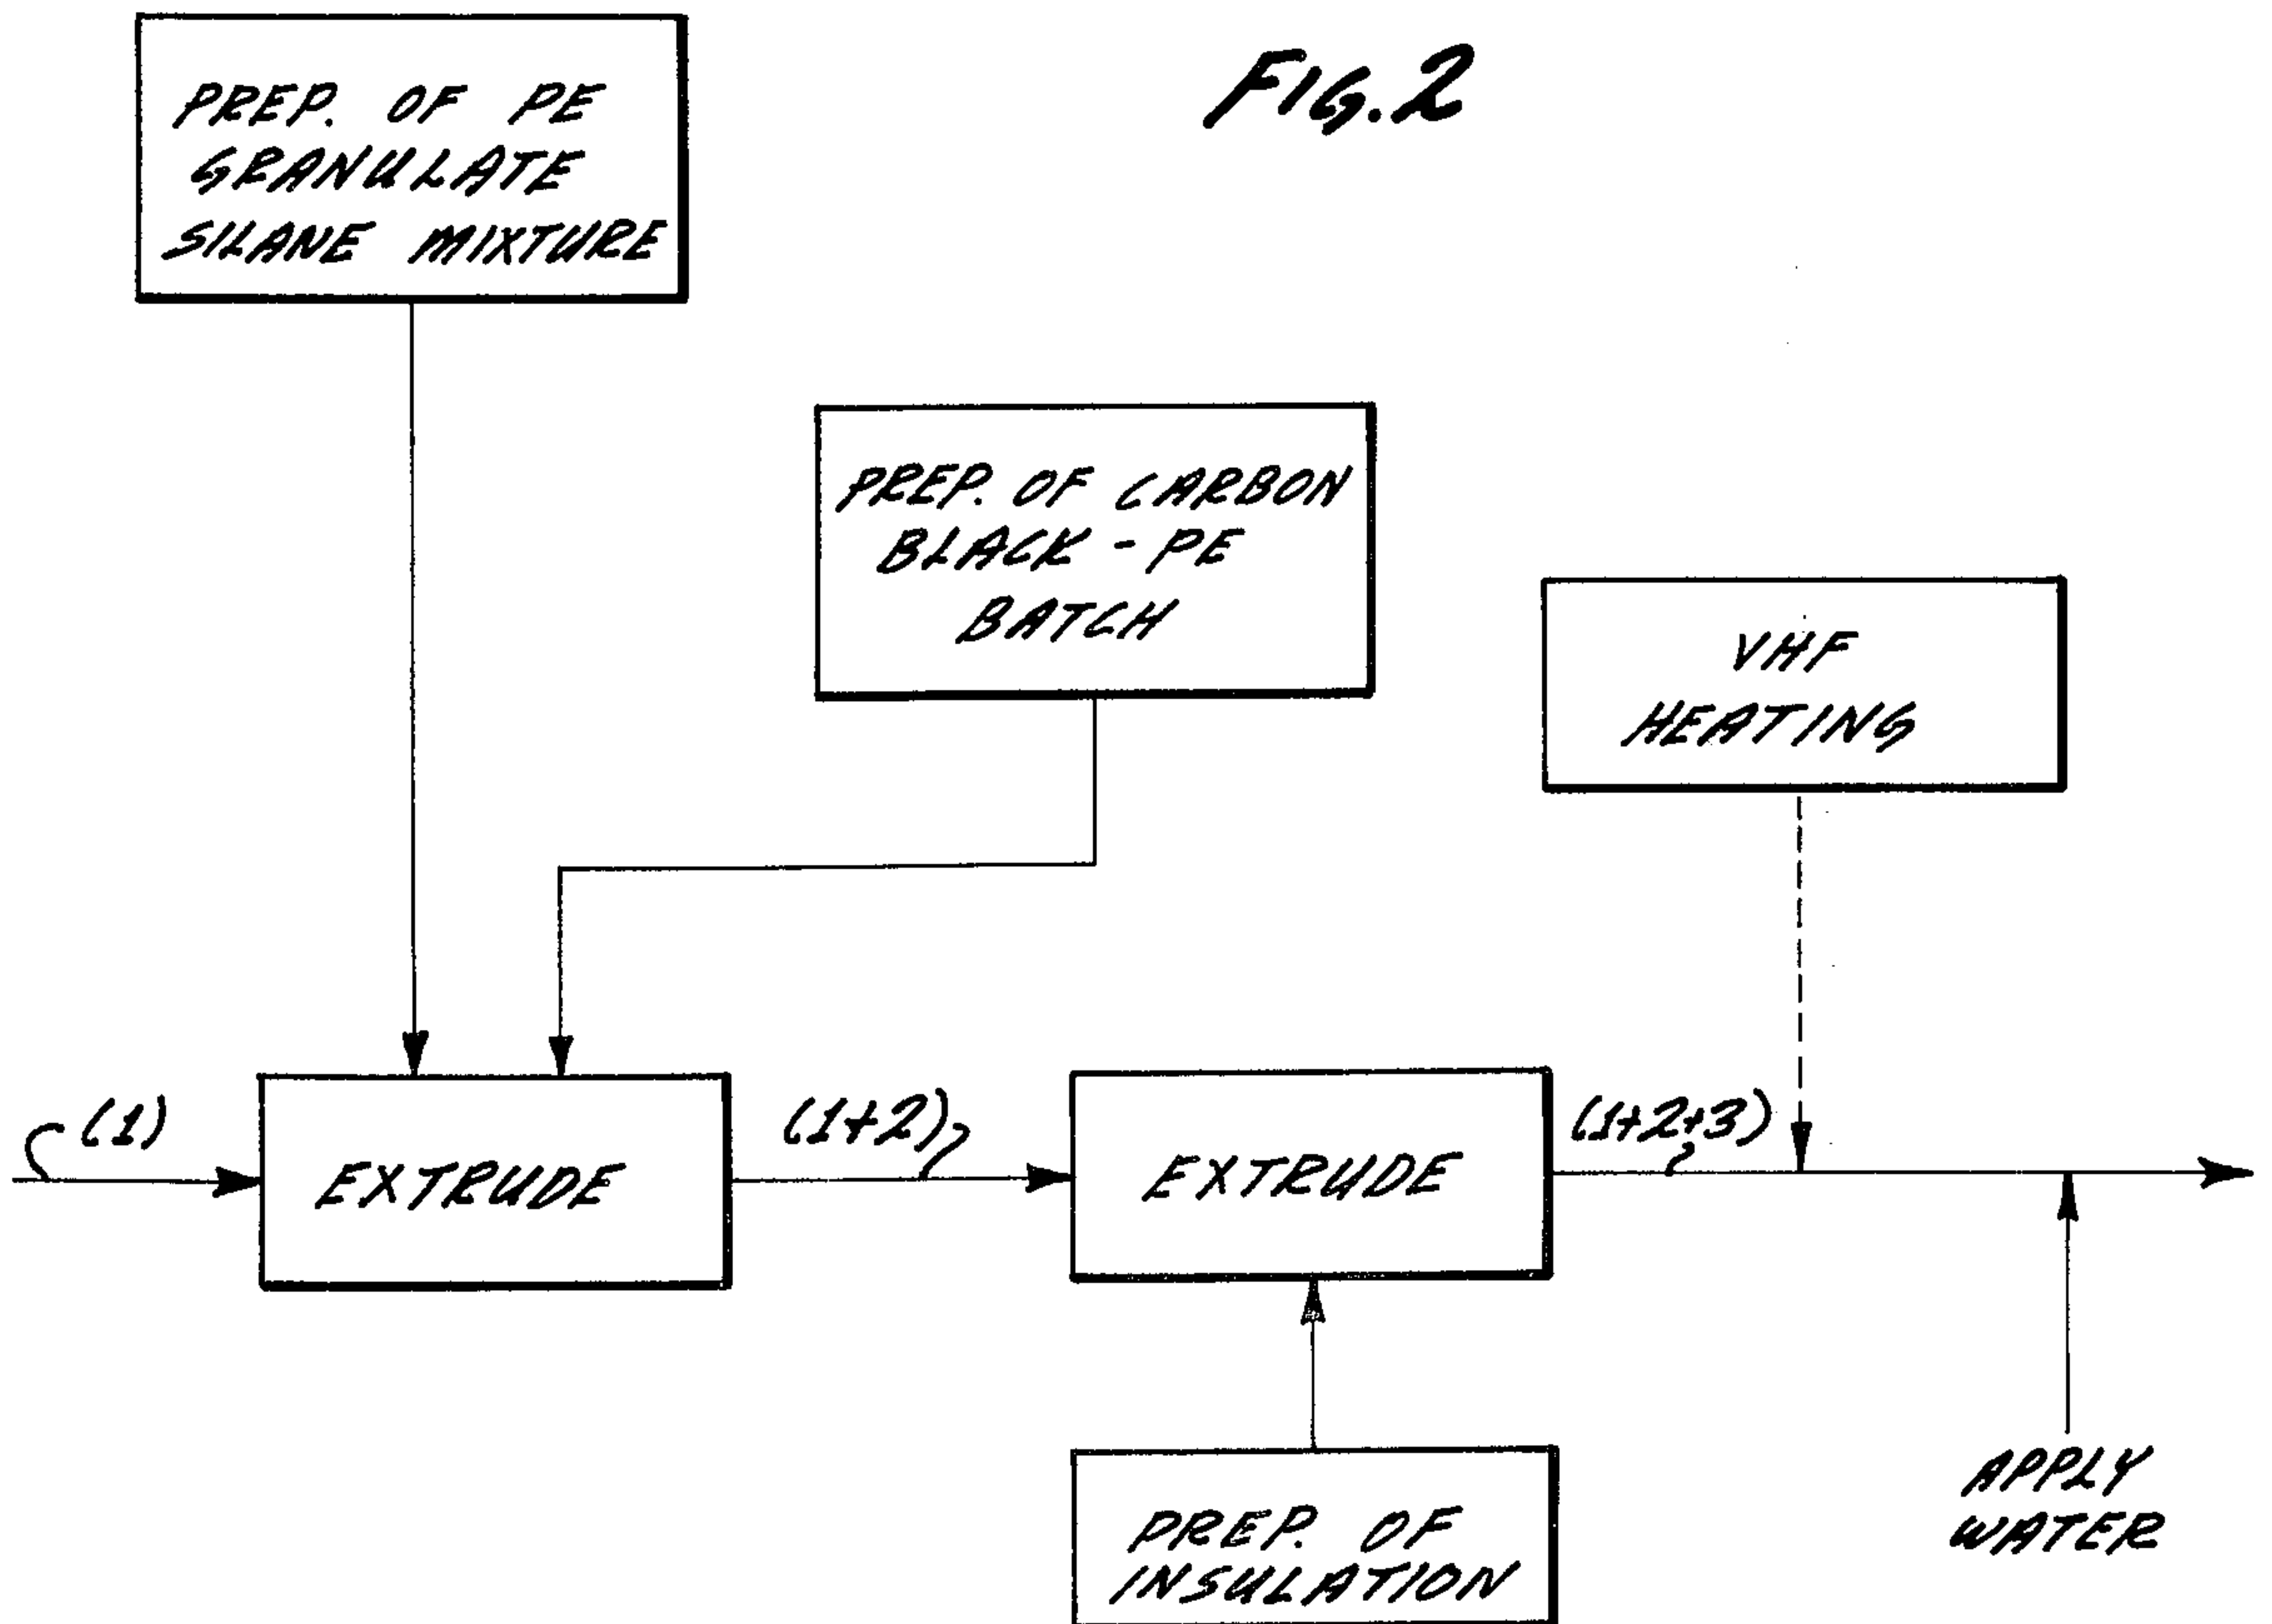 FIG. 2
PREP. OF PE
GRANULATE
SILANE MIXTURE
PREP. OF CARBON
BLACK - PE
BATCH
VHF
HEATING
(1)
EXTRUDE
(1+2)
EXTRUDE
(1+2+3)
PREP. OF
INSULATION
APPLY
WATER